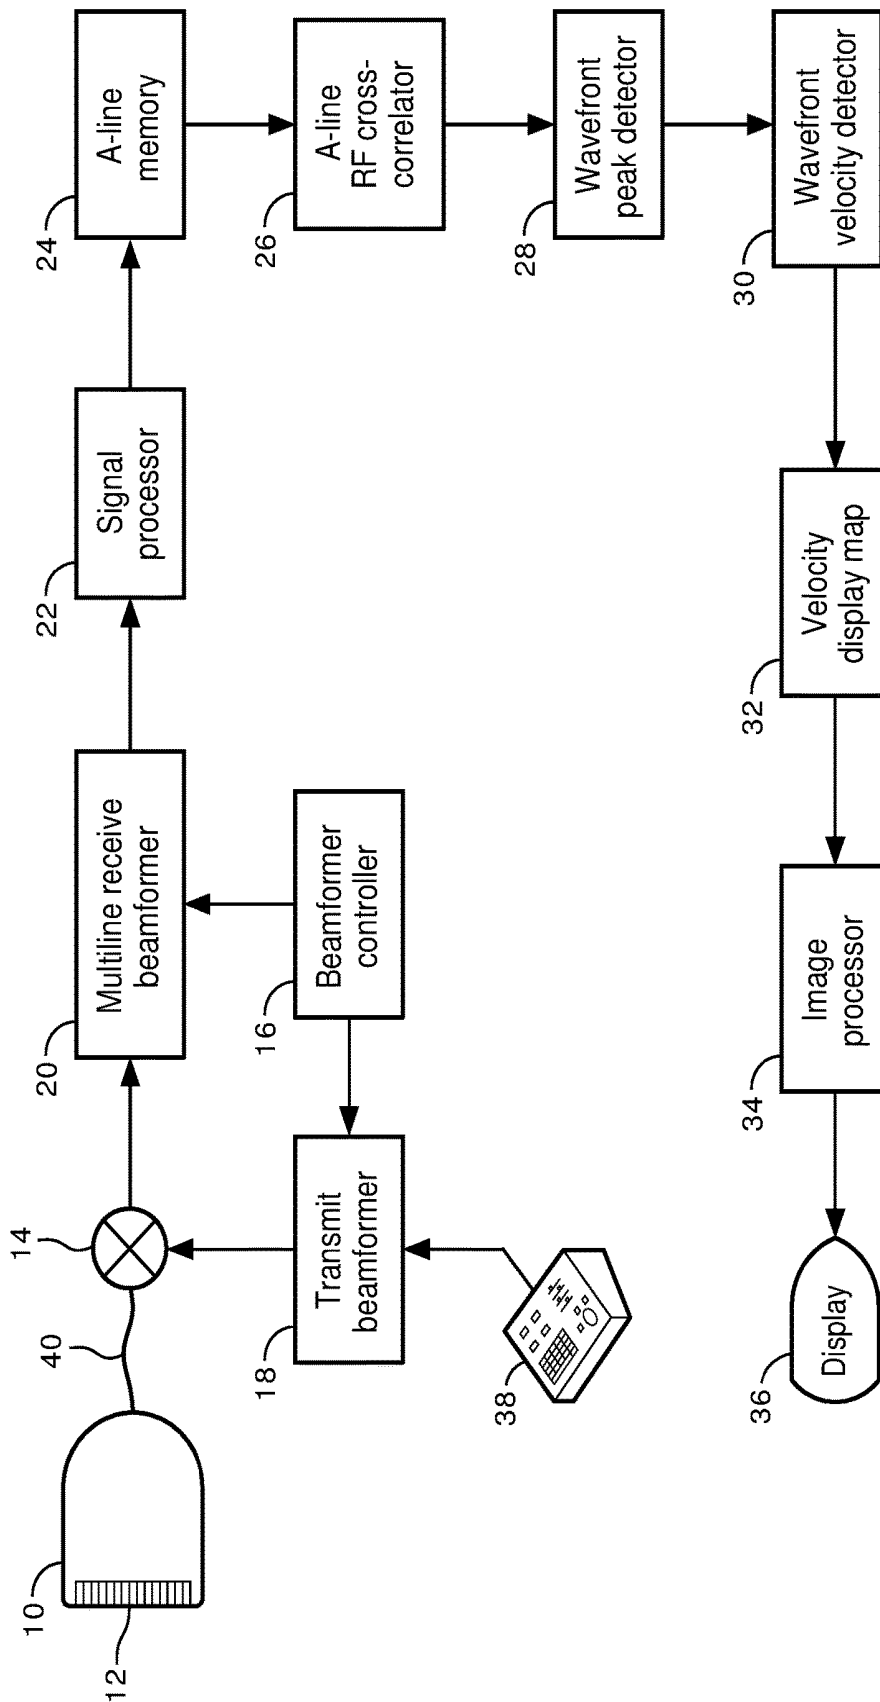 10
12
40
14
20
Multiline receive
beamformer
22
Signal
processor
24
A-line
memory
18
Transmit
beamformer
16
Beamformer
controller
26
A-line
RF cross-
correlator
38
28
Wavefront
peak detector
36
Display
34
Image
processor
32
Velocity
display map
30
Wavefront
velocity detector